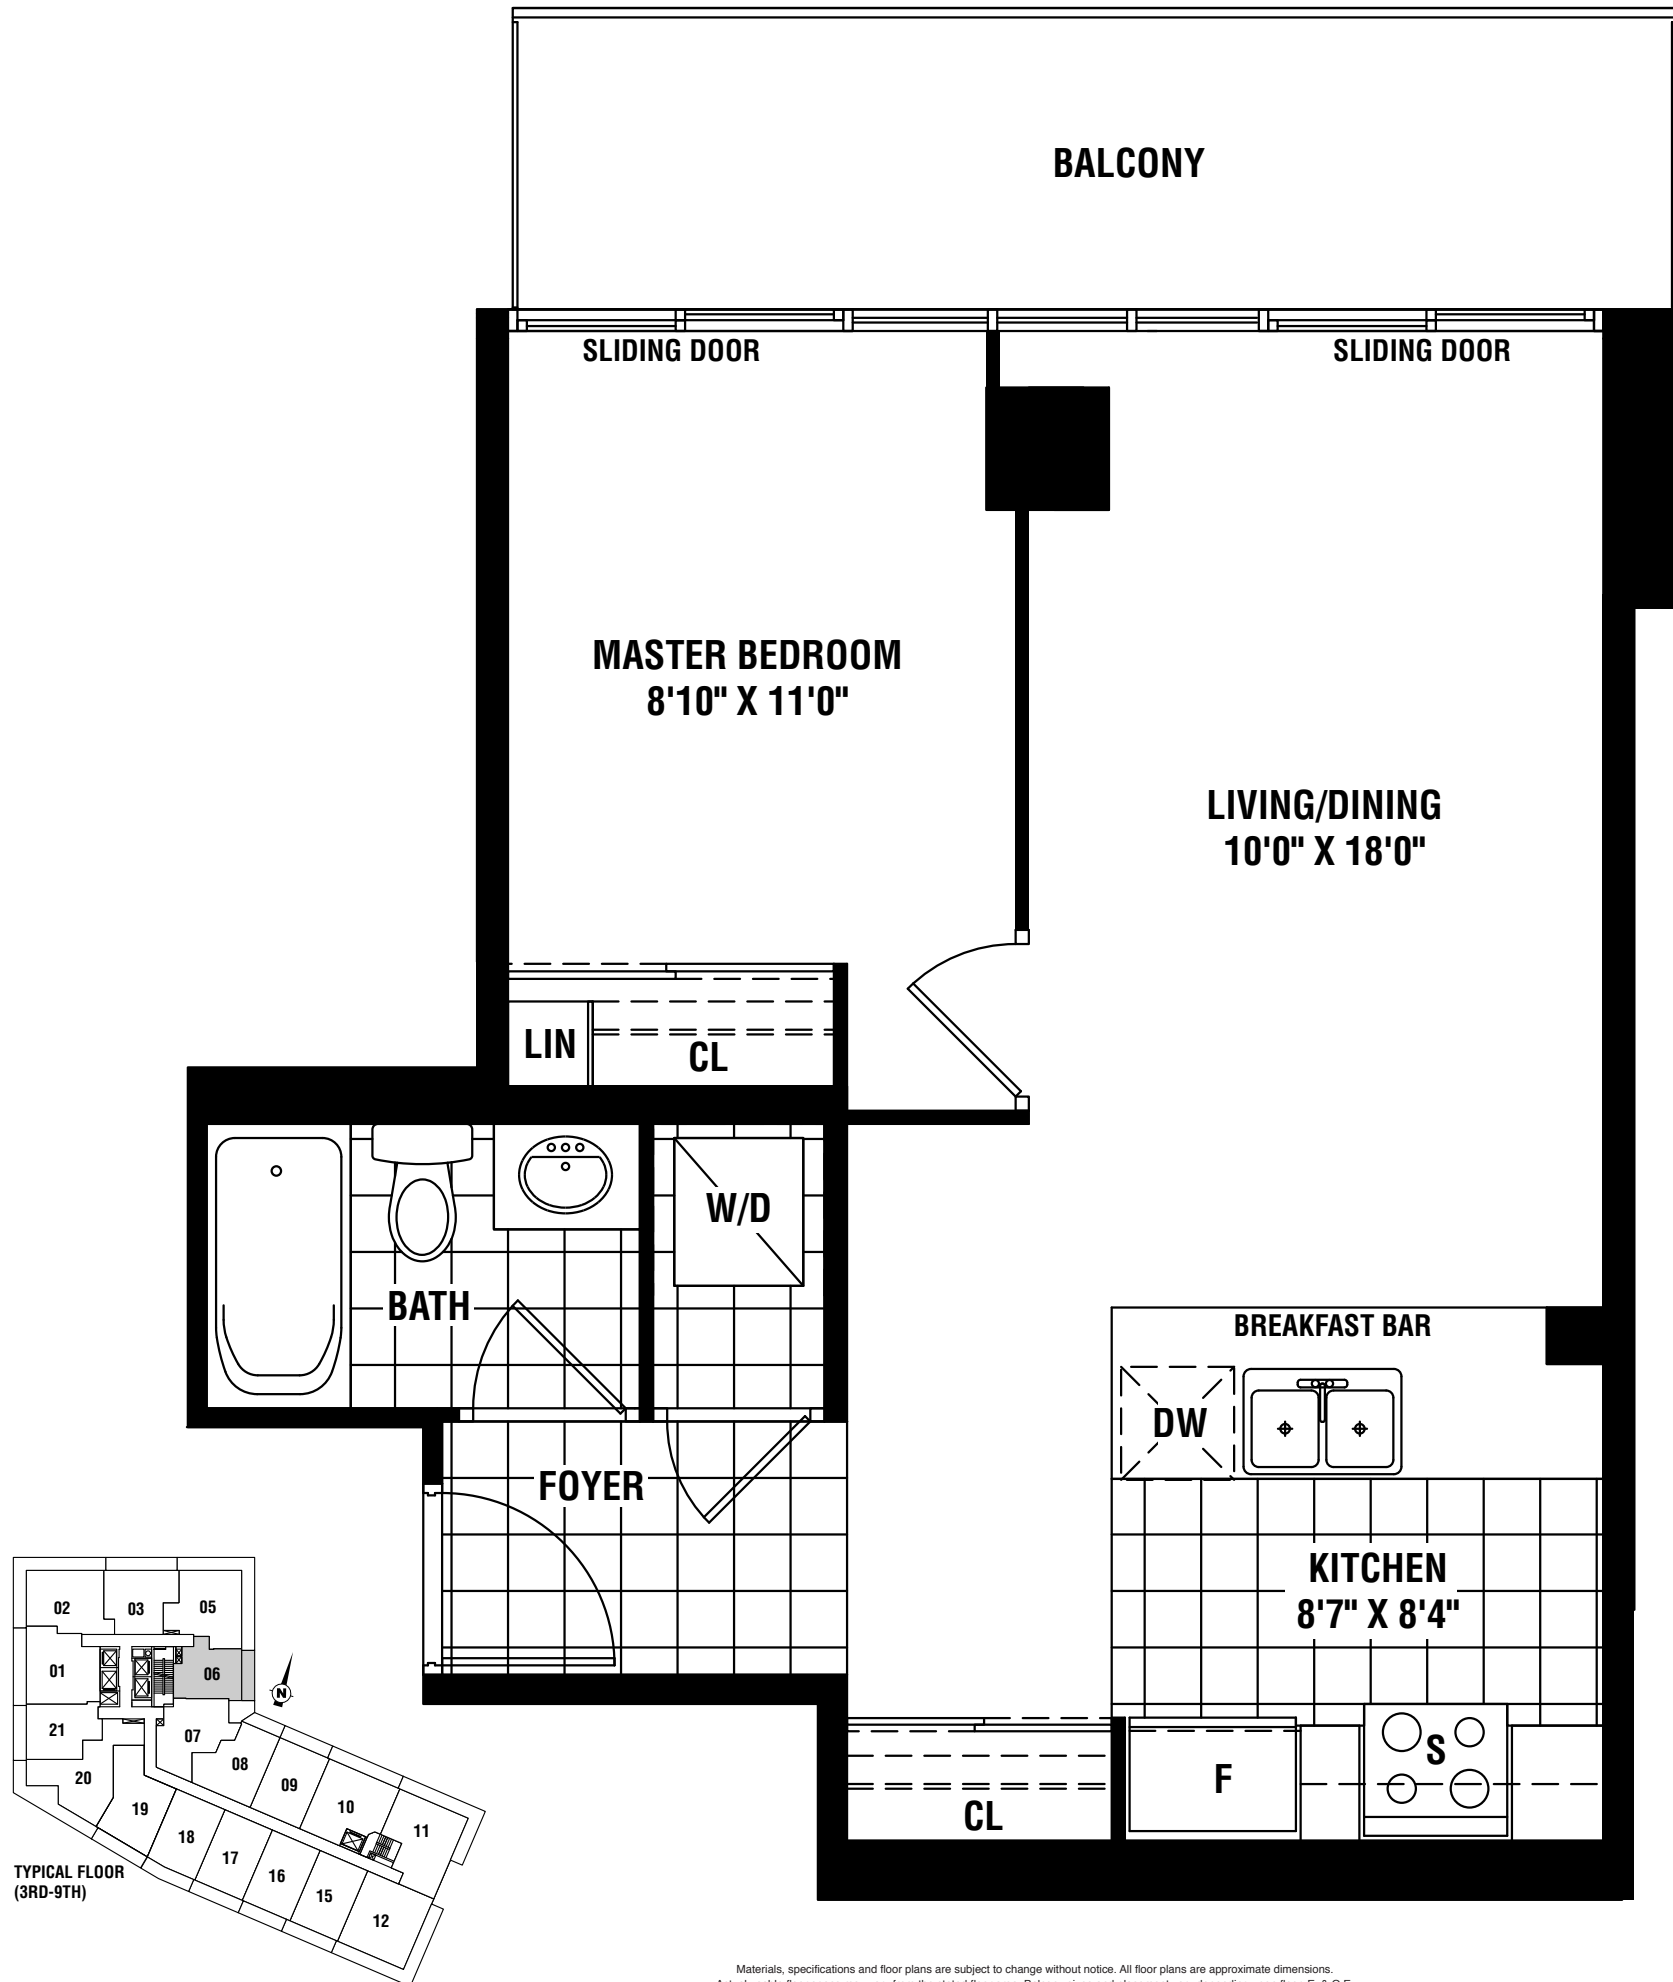 BALCONY
SLIDING DOOR
SLIDING DOOR
MASTER BEDROOM
8'10" X 11'0"
LIVING/DINING
10'0" X 18'0"
LIN
CL
W/D
BATH
BREAKFAST BAR
DW
FOYER
KITCHEN
8'7" X 8'4"
F
S
CL
02
03
05
01
06
N
21
07
08
20
09
19
10
11
18
17
16
15
12
TYPICAL FLOOR
(3RD-9TH)
Materials, specifications and floor plans are subject to change without notice. All floor plans are approximate dimensions.